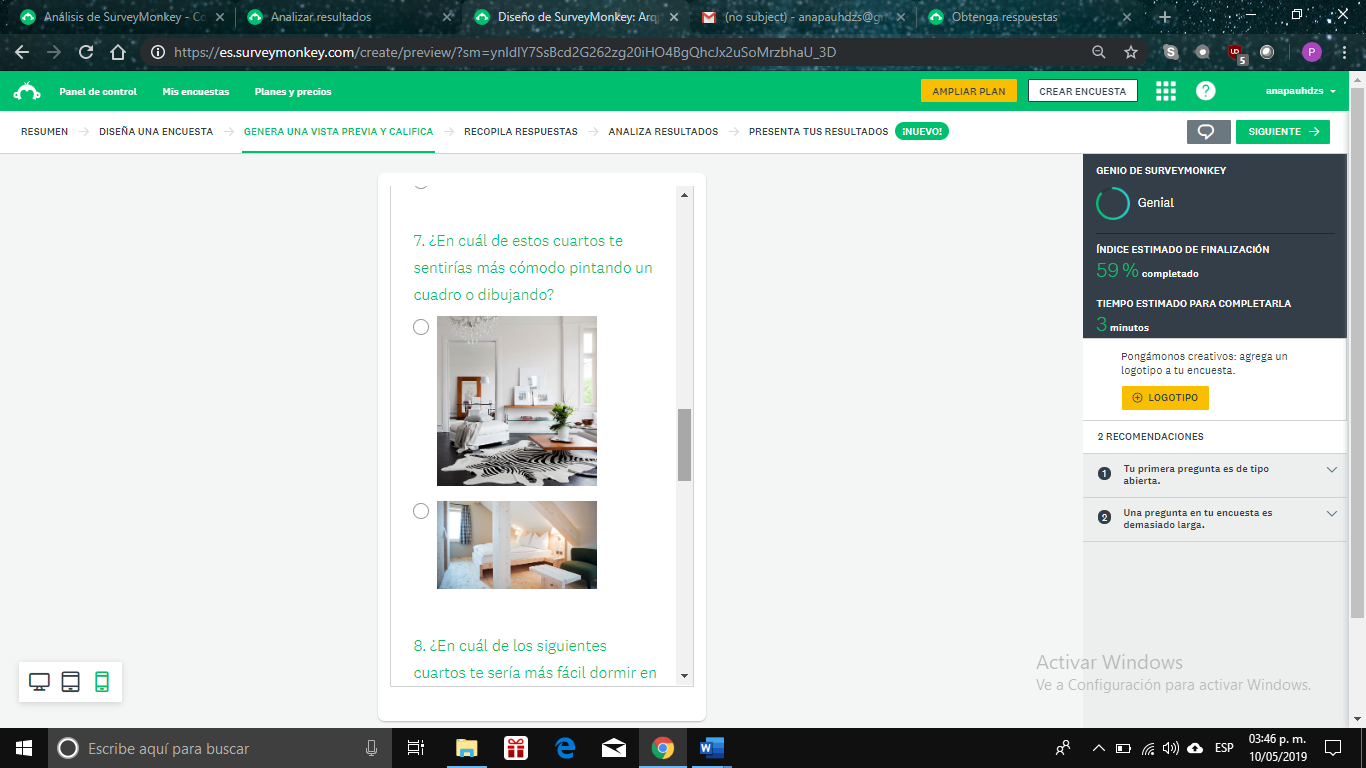 Análisis de SurveyMonkey - Co
Analizar resultados
Diseño de SurveyMonkey: Arqu
(no subject) - anapauhdzs@gm
Obtenga respuestas
https://es.surveymonkey.com/create/preview/?sm=ynIdIY7SsBcd2G262zg20iHO4BgQhcJx2uSoMrzbhaU_3D
5
P
Panel de control
Mis encuestas
Planes y precios
AMPLIAR PLAN
CREAR ENCUESTA
?
anapauhdzs
RESUMEN
DISEÑA UNA ENCUESTA
GENERA UNA VISTA PREVIA Y CALIFICA
RECOPILA RESPUESTAS
ANALIZA RESULTADOS
PRESENTA TUS RESULTADOS
¡NUEVO!
SIGUIENTE
7. ¿En cuál de estos cuartos te
sentirías más cómodo pintando un
cuadro o dibujando?
8. ¿En cuál de los siguientes
cuartos te sería más fácil dormir en
GENIO DE SURVEYMONKEY
Genial
ÍNDICE ESTIMADO DE FINALIZACIÓN
59 % completado
TIEMPO ESTIMADO PARA COMPLETARLA
3 minutos
Pongámonos creativos: agrega un
logotipo a tu encuesta.
LOGOTIPO
2 RECOMENDACIONES
1 Tu primera pregunta es de tipo
abierta.
2 Una pregunta en tu encuesta es
demasiado larga.
Activar Windows
Ve a Configuración para activar Windows.
Escribe aquí para buscar
ESP
03:46 p. m.
10/05/2019